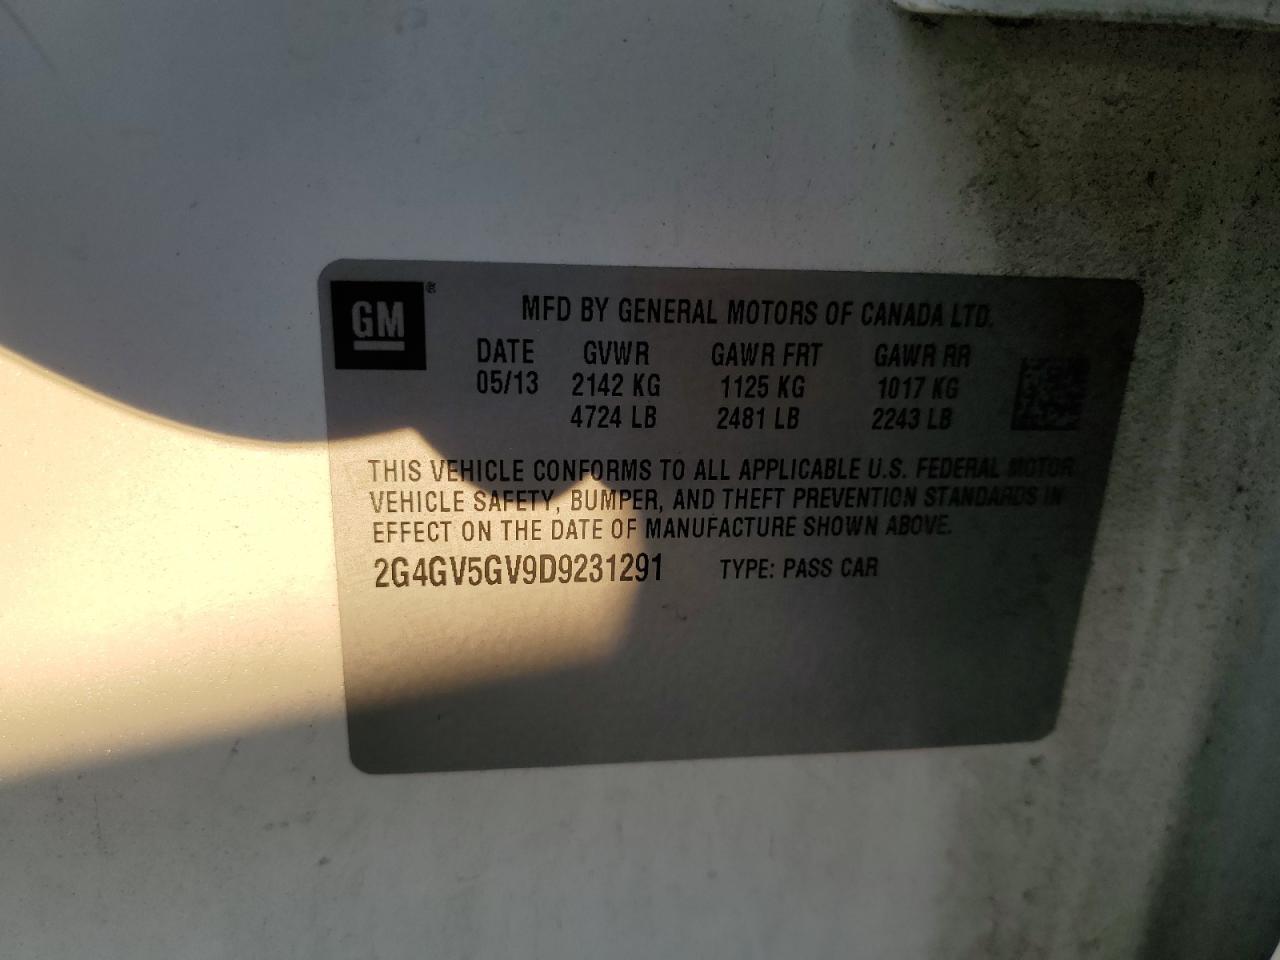 GM®
MFD BY GENERAL MOTORS OF CANADA LTD.
DATE GVWR GAWR FRT GAWR RR
05/13 2142 KG 1125 KG 1017 KG
4724 LB 2481 LB 2243 LB
THIS VEHICLE CONFORMS TO ALL APPLICABLE U.S. FEDERAL MOTOR
VEHICLE SAFETY, BUMPER, AND THEFT PREVENTION STANDARDS IN
EFFECT ON THE DATE OF MANUFACTURE SHOWN ABOVE.
2G4GV5GV9D9231291 TYPE: PASS CAR